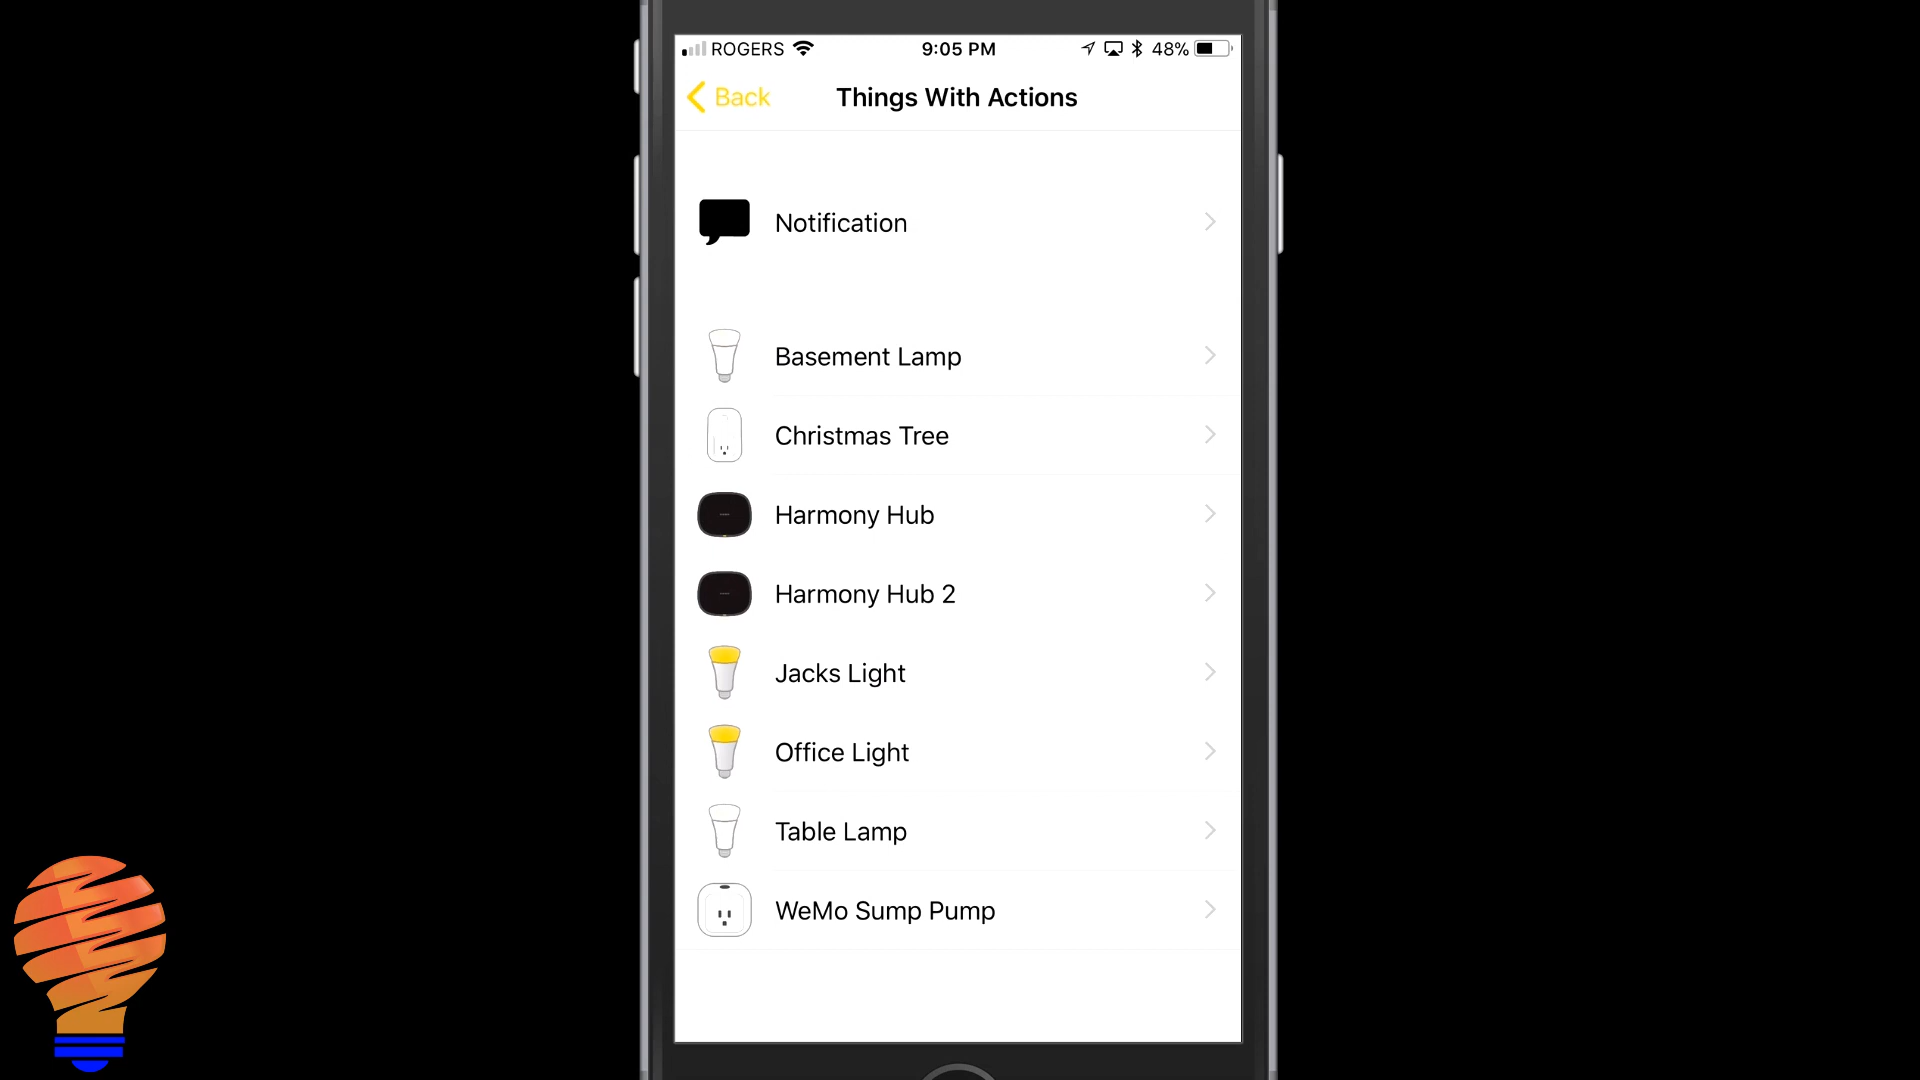 ROGERS 9:05 PM 48%
Back Things With Actions
Notification
Basement Lamp
Christmas Tree
Harmony Hub
Harmony Hub 2
Jacks Light
Office Light
Table Lamp
WeMo Sump Pump